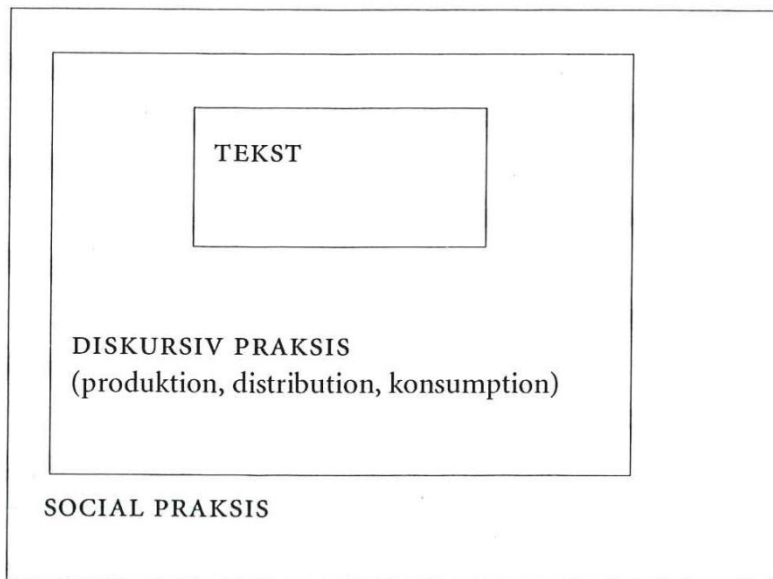 TEKST
DISKURSIV PRAKSIS
(produktion, distribution, konsumption)
SOCIAL PRAKSIS